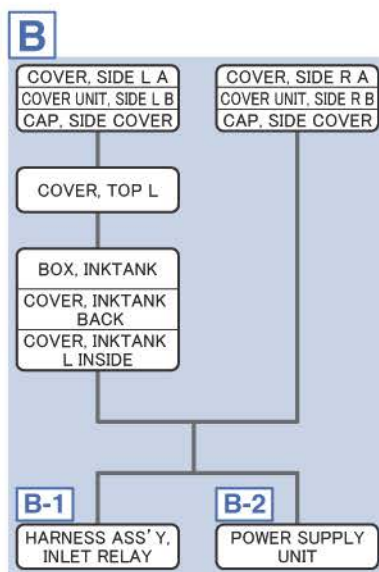 B
COVER, SIDE L A
COVER UNIT, SIDE L B
CAP, SIDE COVER
COVER, SIDE R A
COVER UNIT, SIDE R B
CAP, SIDE COVER
COVER, TOP L
BOX, INKTANK
COVER, INKTANK
BACK
COVER, INKTANK
L INSIDE
B-1
HARNESS ASS'Y,
INLET RELAY
B-2
POWER SUPPLY
UNIT